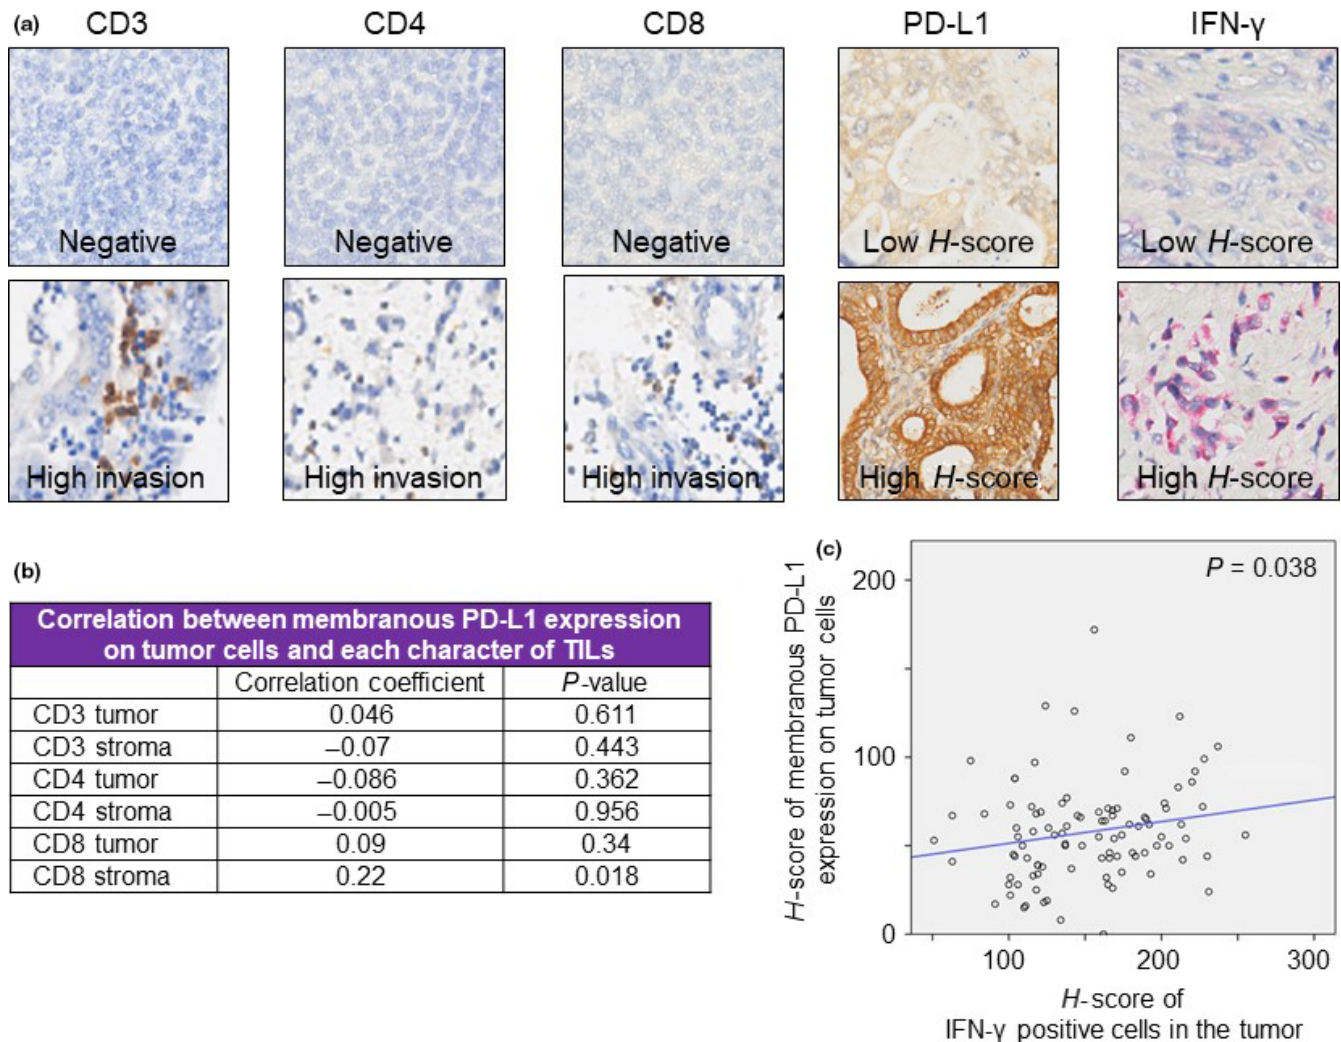 (a) CD3 CD4 CD8 PD-L1 IFN-γ
Negative Negative Negative Low H-score Low H-score
High invasion High invasion High invasion High H-score High H-score
(b)
Correlation between membranous PD-L1 expression
on tumor cells and each character of TILs
Correlation coefficient P-value
CD3 tumor 0.046 0.611
CD3 stroma –0.07 0.443
CD4 tumor –0.086 0.362
CD4 stroma –0.005 0.956
CD8 tumor 0.09 0.34
CD8 stroma 0.22 0.018
(c)
P = 0.038
H-score of membranous PD-L1
expression on tumor cells
200
100
0
100 200 300
H-score of
IFN-γ positive cells in the tumor